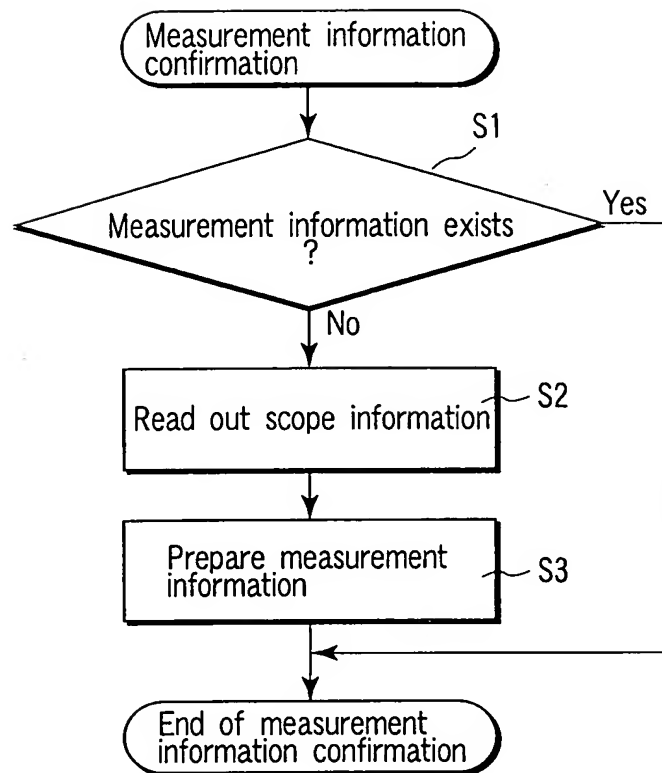 Measurement information
confirmation
S1
Measurement information exists
?
Yes
No
Read out scope information
S2
Prepare measurement
information
S3
End of measurement
information confirmation